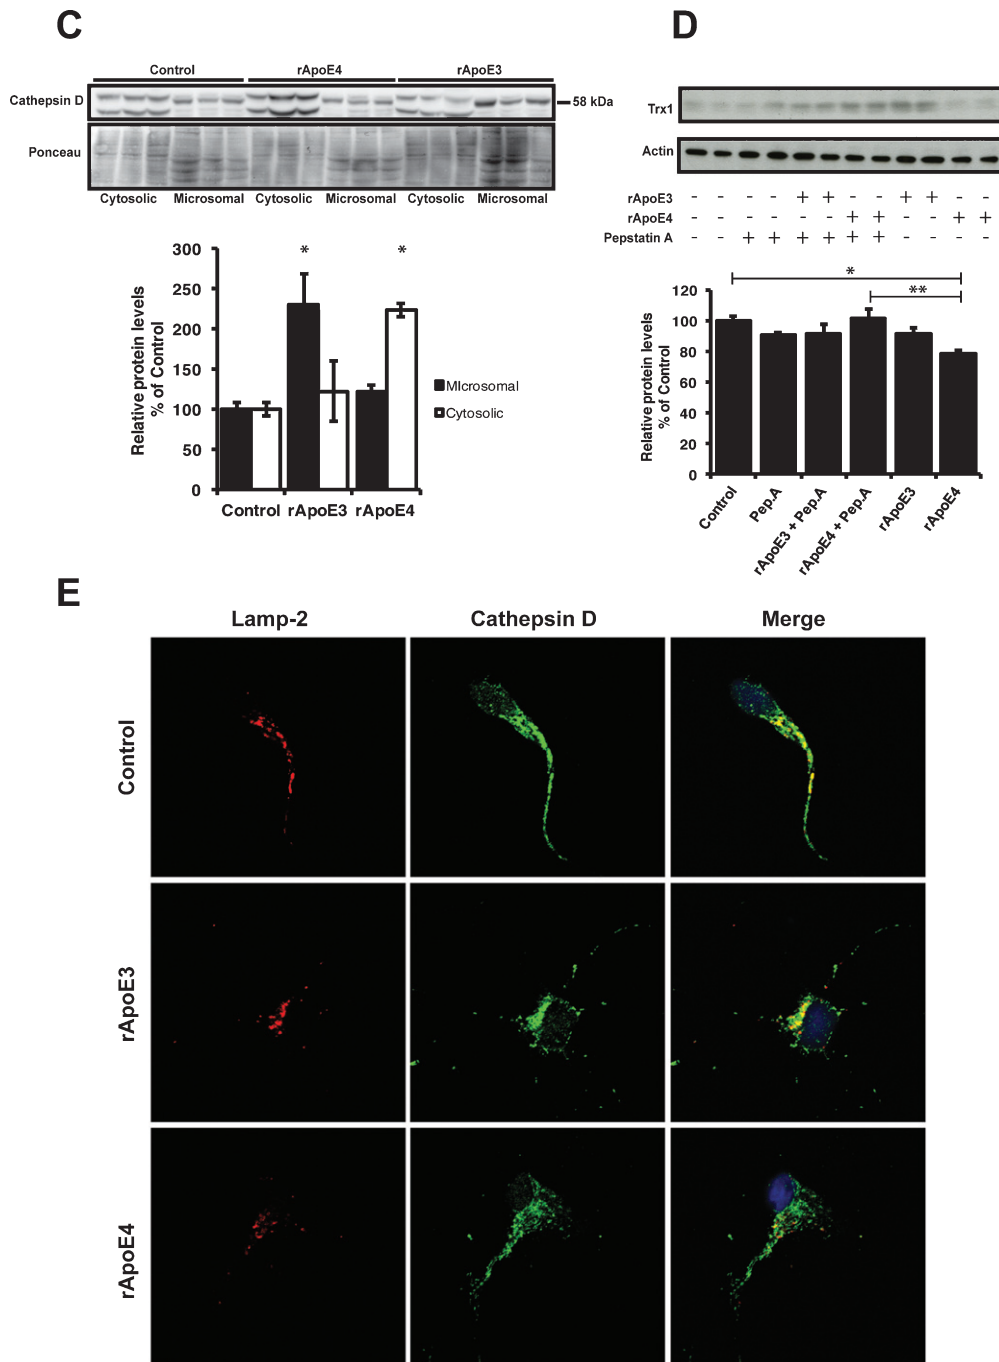 C
Control rApoE4 rApoE3
Cathepsin D
58 kDa
Ponceau
Cytosolic Microsomal Cytosolic Microsomal Cytosolic Microsomal
300
250
200
150
100
50
0
Relative protein levels
% of Control
* *
MIcrosomal
Cytosolic
Control rApoE3 rApoE4
D
Trx1
Actin
rApoE3 - - - - + + - - + + - -
rApoE4 - - - - - - + + - - + +
Pepstatin A - - + + + + + + - - - -
*
**
120
100
80
60
40
20
0
Relative protein levels
% of Control
Control
Pep.A
rApoE3 + Pep.A
rApoE4 + Pep.A
rApoE3
rApoE4
E
Lamp-2 Cathepsin D Merge
Control
rApoE3
rApoE4